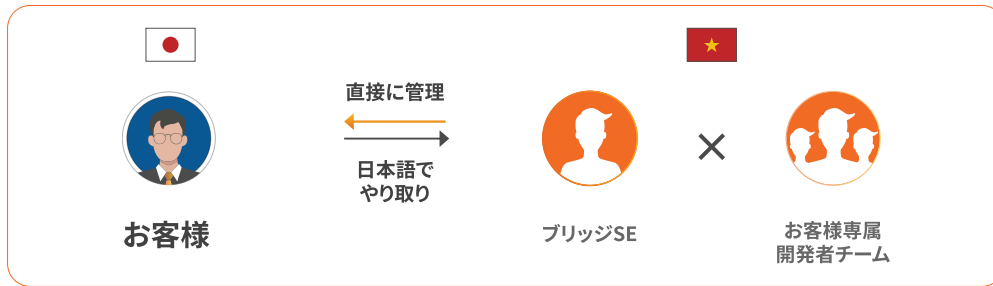 直接に管理
日本語で
やり取り
お客様
ブリッジSE
お客様専属
開発者チーム